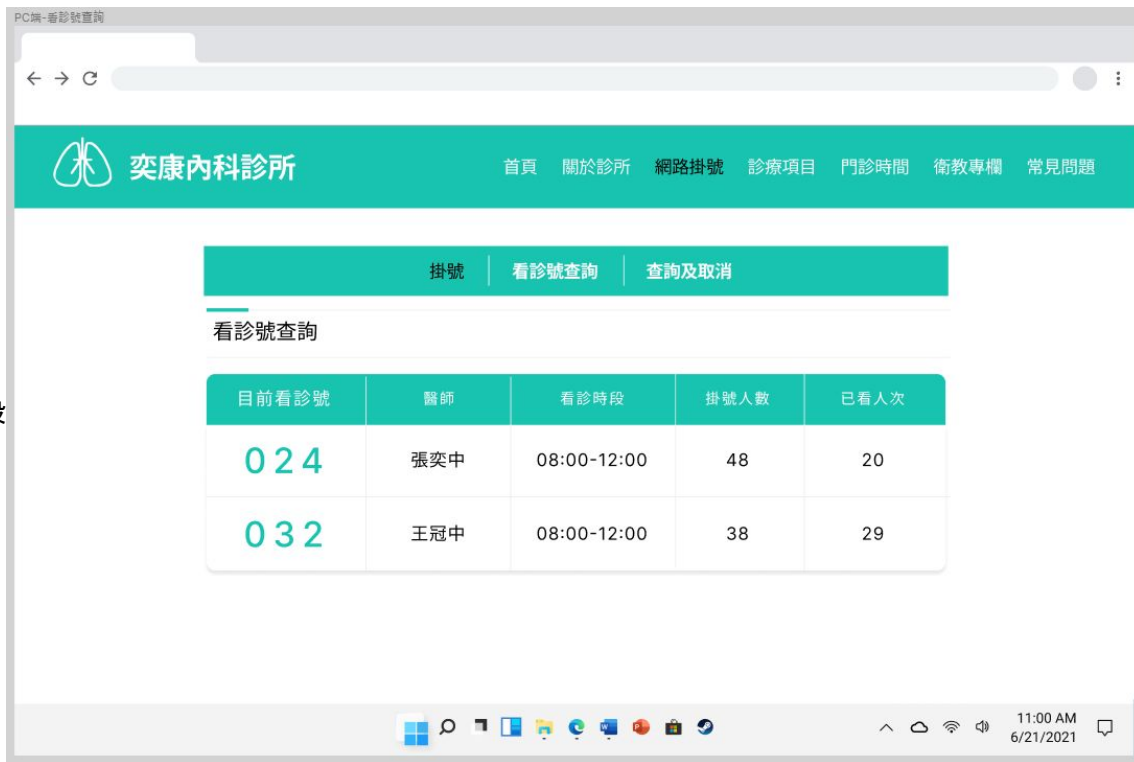 PC端-看診號查詢
奕康內科診所
首頁 關於診所 網路掛號 診療項目 門診時間 衛教專欄 常見問題
掛號 看診號查詢 查詢及取消
看診號查詢
目前看診號 醫師 看診時段 掛號人數 已看人次
024 張奕中 08:00-12:00 48 20
032 王冠中 08:00-12:00 38 29
11:00 AM
6/21/2021